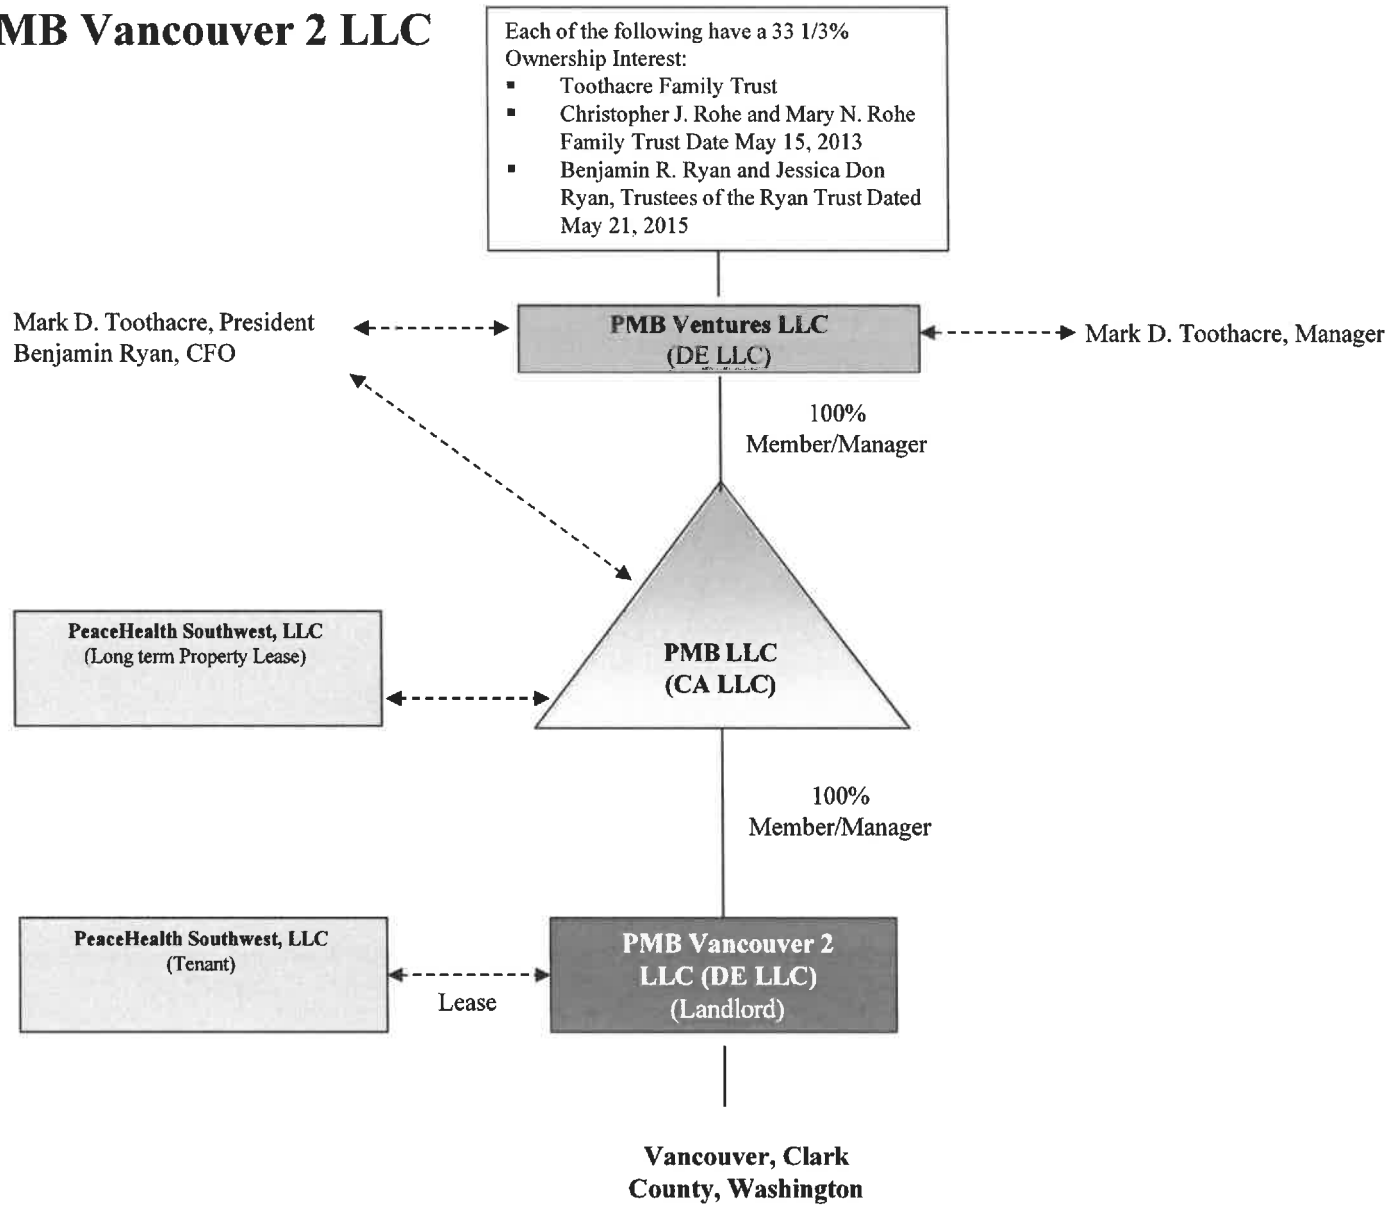 MB Vancouver 2 LLC
Each of the following have a 33 1/3%
Ownership Interest:
▪ Toothacre Family Trust
▪ Christopher J. Rohe and Mary N. Rohe
Family Trust Date May 15, 2013
▪ Benjamin R. Ryan and Jessica Don
Ryan, Trustees of the Ryan Trust Dated
May 21, 2015
Mark D. Toothacre, President
Benjamin Ryan, CFO
PMB Ventures LLC
(DE LLC)
Mark D. Toothacre, Manager
100%
Member/Manager
PeaceHealth Southwest, LLC
(Long term Property Lease)
PMB LLC
(CA LLC)
100%
Member/Manager
PeaceHealth Southwest, LLC
(Tenant)
Lease
PMB Vancouver 2
LLC (DE LLC)
(Landlord)
Vancouver, Clark
County, Washington